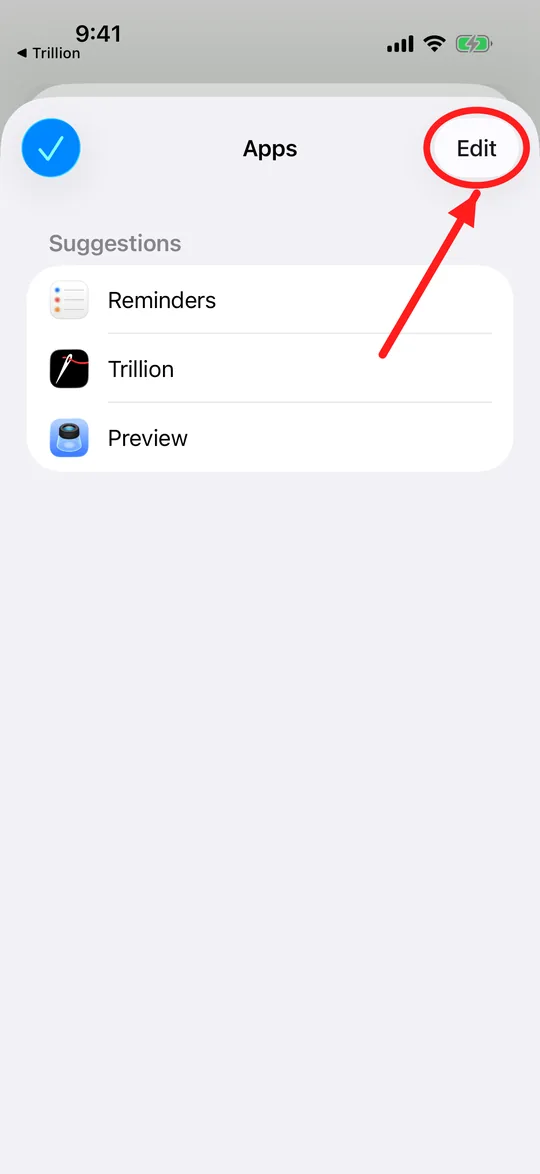 9:41
◀ Trillion
Apps
Edit
Suggestions
Reminders
Trillion
Preview